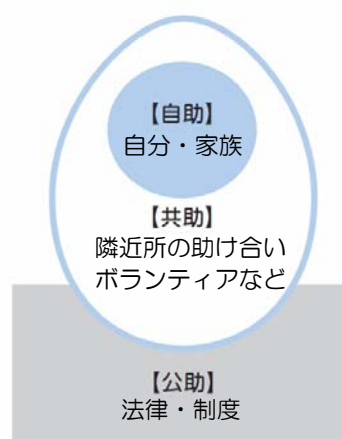 【自助】
自分・家族
【共助】
隣近所の助け合い
ボランティアなど
【公助】
法律・制度